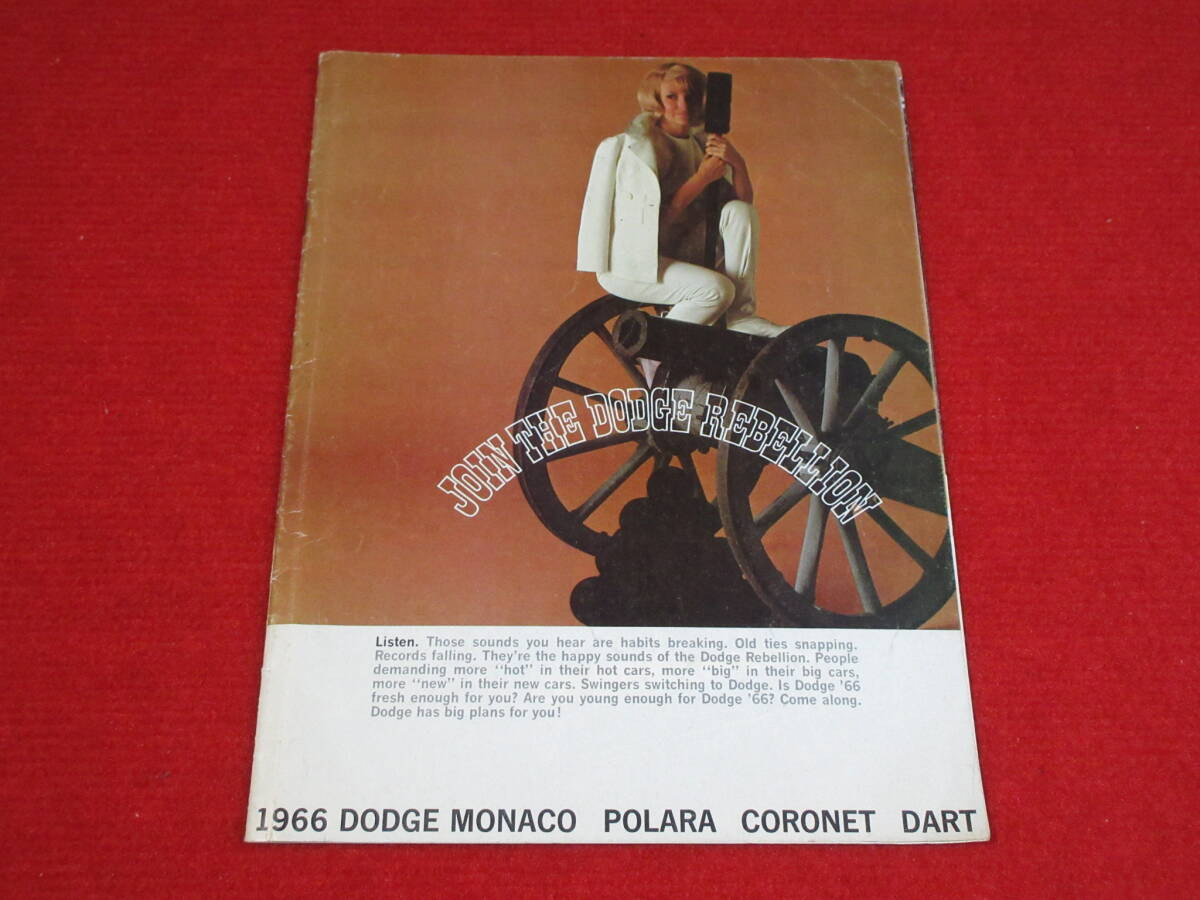 JOIN THE DODGE REBELLION
Listen. Those sounds you hear are habits breaking. Old ties snapping.
Records falling. They're the happy sounds of the Dodge Rebellion. People
demanding more "hot" in their hot cars, more "big" in their big cars,
more "new" in their new cars. Swingers switching to Dodge. Is Dodge '66
fresh enough for you? Are you young enough for Dodge '66? Come along.
Dodge has big plans for you!
1966 DODGE MONACO POLARA CORONET DART